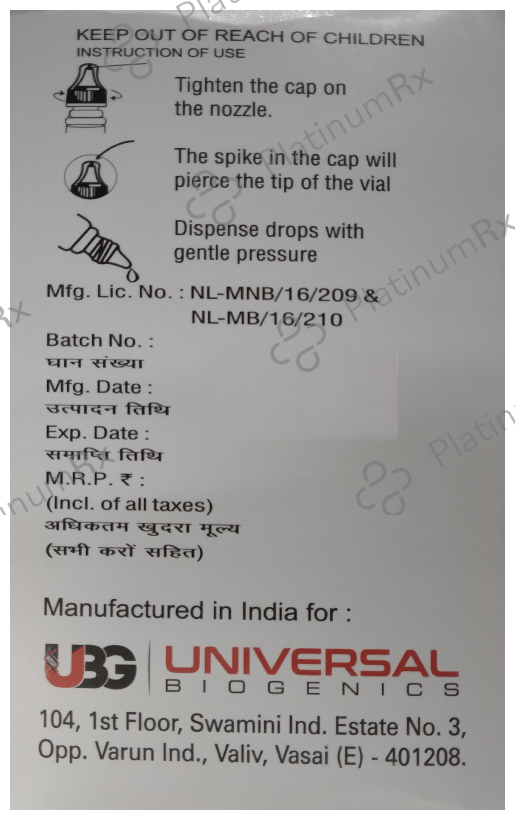 KEEP OUT OF REACH OF CHILDREN
INSTRUCTION OF USE
Tighten the cap on
the nozzle.
The spike in the cap will
pierce the tip of the vial
Dispense drops with
gentle pressure
Mfg. Lic. No. : NL-MNB/16/209 &
NL-MB/16/210
Batch No. :
घान संख्या
Mfg. Date :
उत्पादन तिथि
Exp. Date :
समाप्ति तिथि
M.R.P. ₹ :
(Incl. of all taxes)
अधिकतम खुदरा मूल्य
(सभी करों सहित)
Manufactured in India for :
UBG UNIVERSAL
BIOGENICS
104, 1st Floor, Swamini Ind. Estate No. 3,
Opp. Varun Ind., Valiv, Vasai (E) - 401208.
PlatinumRx
PlatinumRx
PlatinumRx